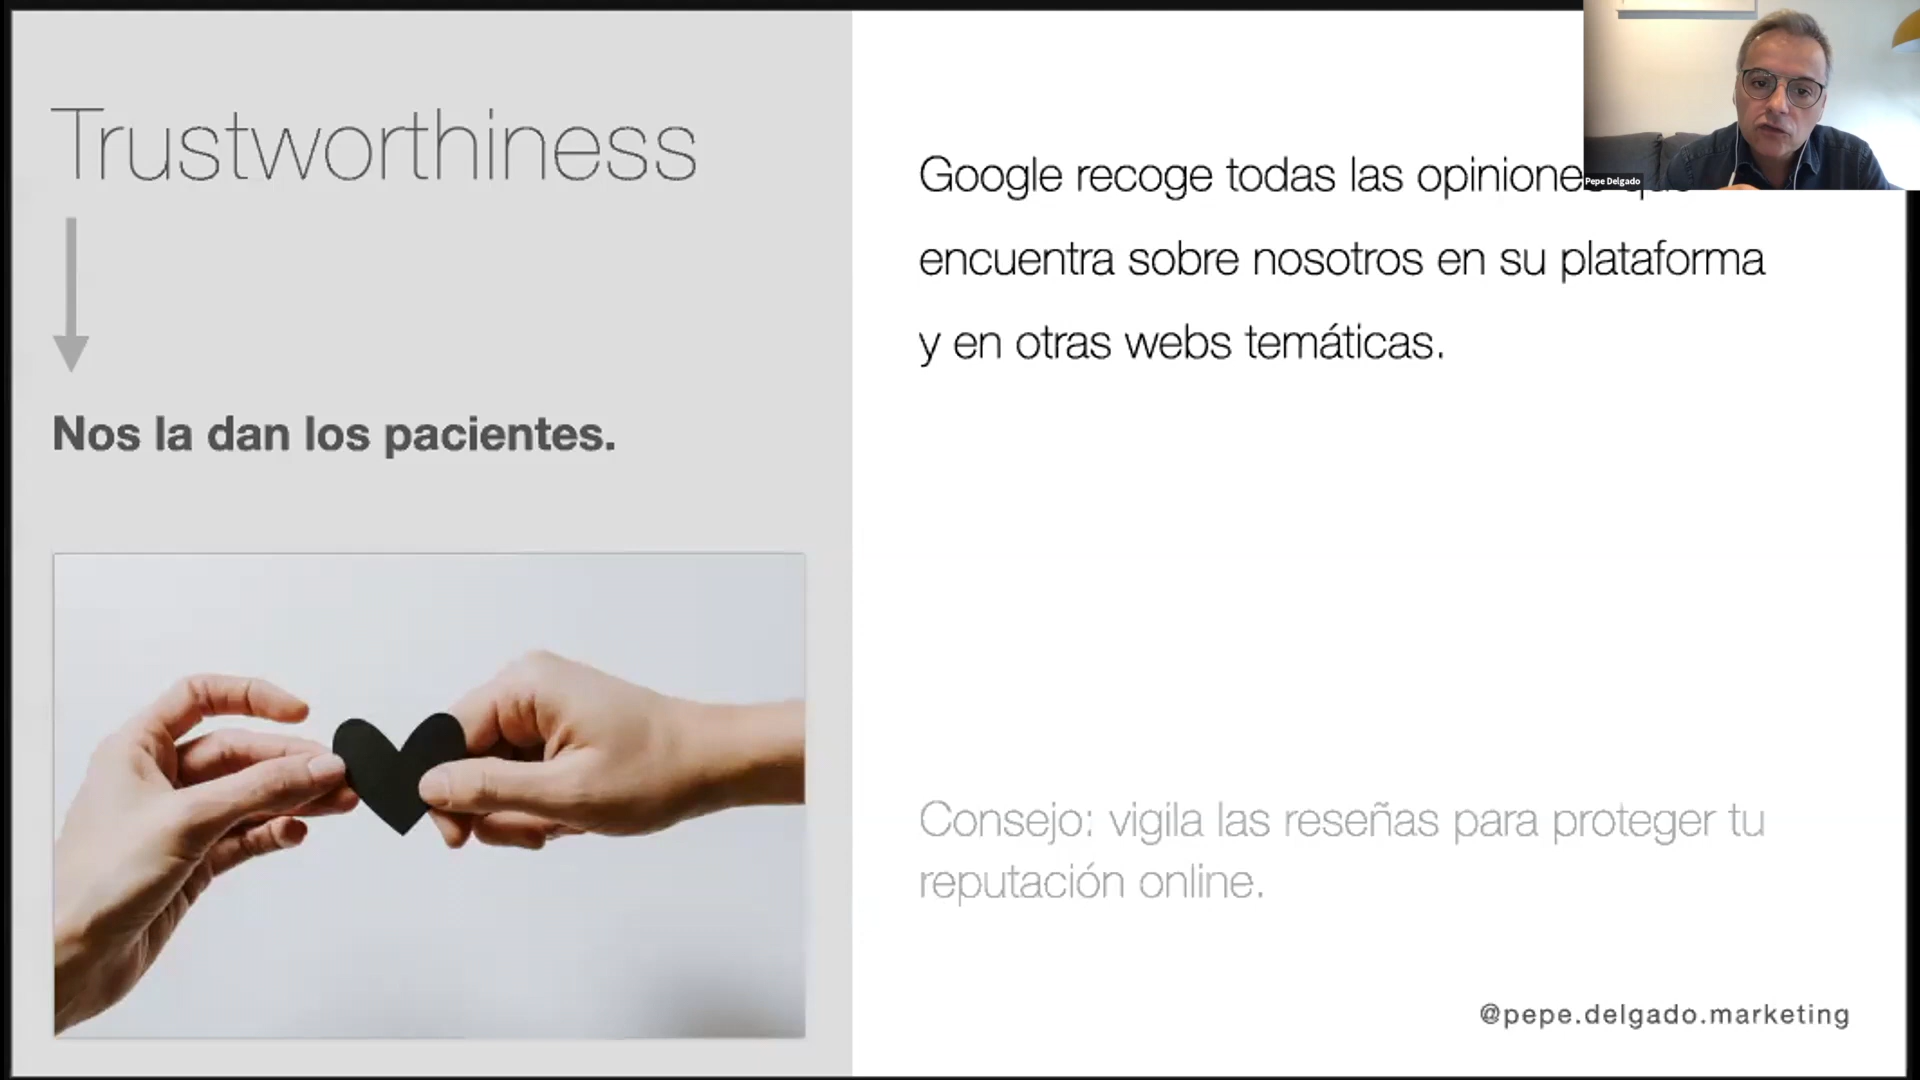 Trustworthiness
Nos la dan los pacientes.
Google recoge todas las opiniones que
encuentra sobre nosotros en su plataforma
y en otras webs temáticas.
Consejo: vigila las reseñas para proteger tu
reputación online.
@pepe.delgado.marketing
Pepe Delgado